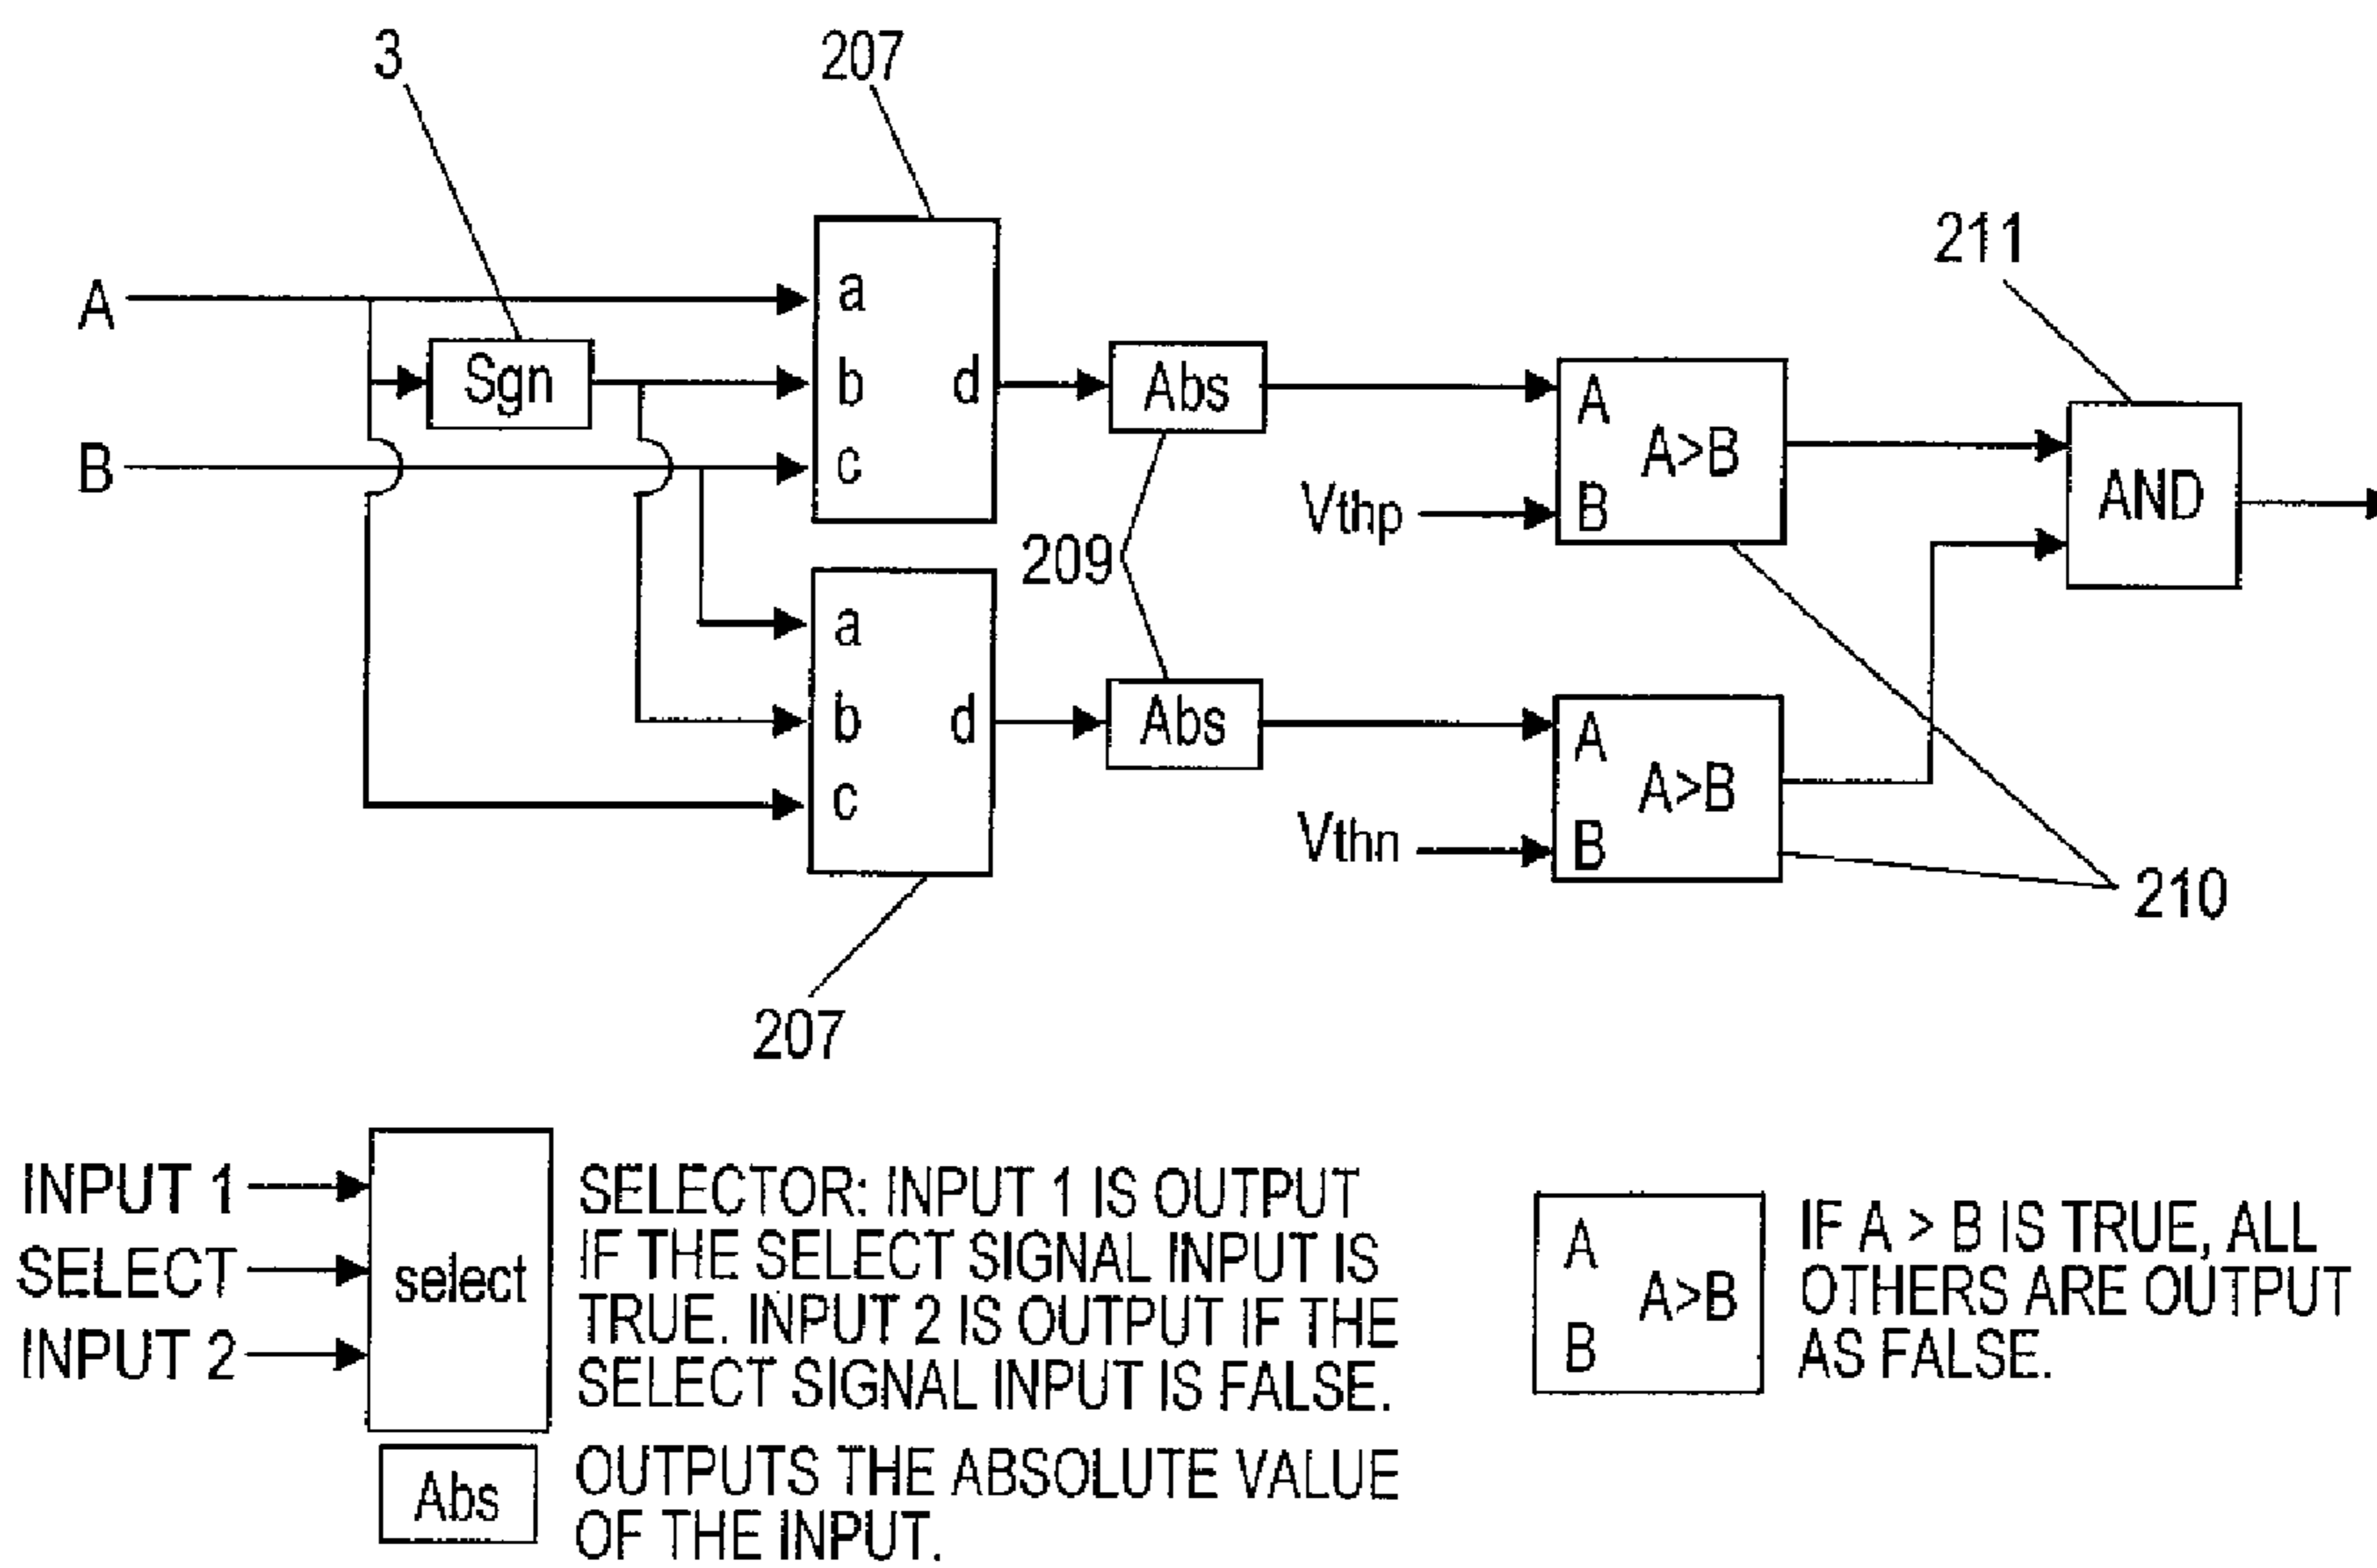 3
207
211
A
Sgn
B
a
b
c
d
Abs
A
A>B
B
Vthp
AND
209
a
b
c
d
Abs
A
A>B
B
Vthn
210
207
INPUT 1
SELECT
INPUT 2
select
SELECTOR: INPUT 1 IS OUTPUT
IF THE SELECT SIGNAL INPUT IS
TRUE. INPUT 2 IS OUTPUT IF THE
SELECT SIGNAL INPUT IS FALSE.
A
A>B
B
IF A > B IS TRUE, ALL
OTHERS ARE OUTPUT
AS FALSE.
Abs
OUTPUTS THE ABSOLUTE VALUE
OF THE INPUT.